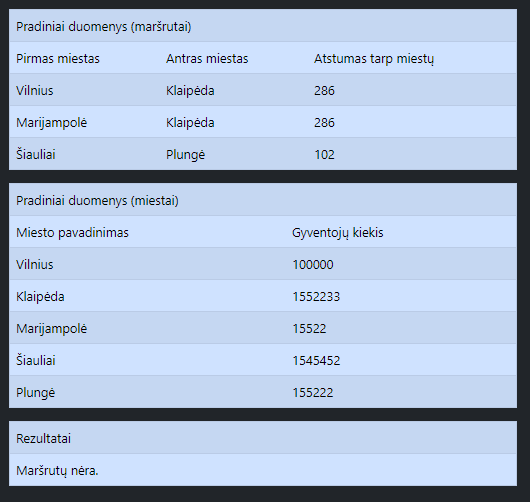 Pradiniai duomenys (maršrutai)
Pirmas miestas Antras miestas Atstumas tarp miestų
Vilnius Klaipėda 286
Marijampolė Klaipėda 286
Šiauliai Plungė 102
Pradiniai duomenys (miestai)
Miesto pavadinimas Gyventojų kiekis
Vilnius 100000
Klaipėda 1552233
Marijampolė 15522
Šiauliai 1545452
Plungė 155222
Rezultatai
Maršrutų nėra.